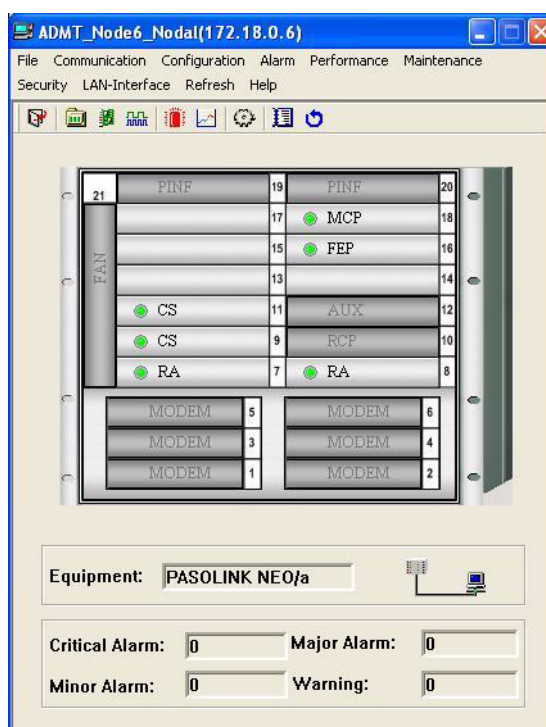 ADMT_Node6_Nodal(172.18.0.6)
File Communication Configuration Alarm Performance Maintenance
Security LAN-Interface Refresh Help
21 PINF 19 PINF 20
17 MCP 18
15 FEP 16
FAN
13 14
CS 11 AUX 12
CS 9 RCP 10
RA 7 RA 8
MODEM 5 MODEM 6
MODEM 3 MODEM 4
MODEM 1 MODEM 2
Equipment: PASOLINK NEO/a
Critical Alarm: 0 Major Alarm: 0
Minor Alarm: 0 Warning: 0